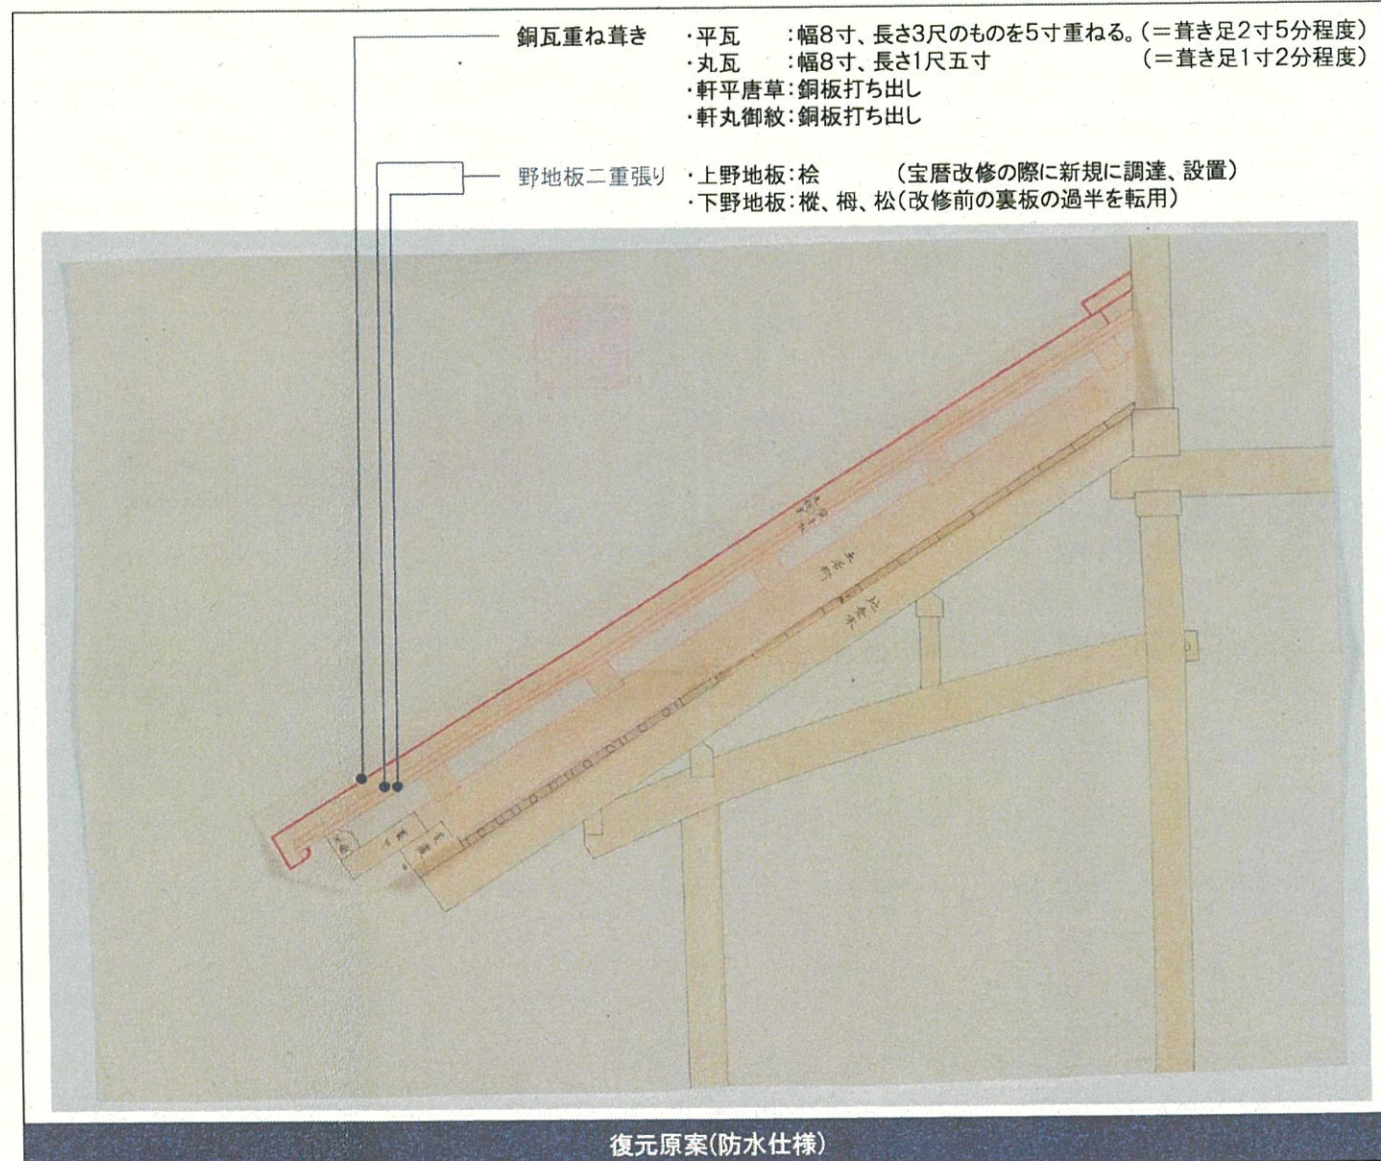 銅瓦重ね葺き ・平瓦　　：幅8寸、長さ3尺のものを5寸重ねる。（＝葺き足2寸5分程度）
・丸瓦　　：幅8寸、長さ1尺五寸　　　　　　　　（＝葺き足1寸2分程度）
・軒平唐草：銅板打ち出し
・軒丸御紋：銅板打ち出し
野地板二重張り ・上野地板：桧　　　（宝暦改修の際に新規に調達、設置）
・下野地板：樅、栂、松（改修前の裏板の過半を転用）
復元原案（防水仕様）